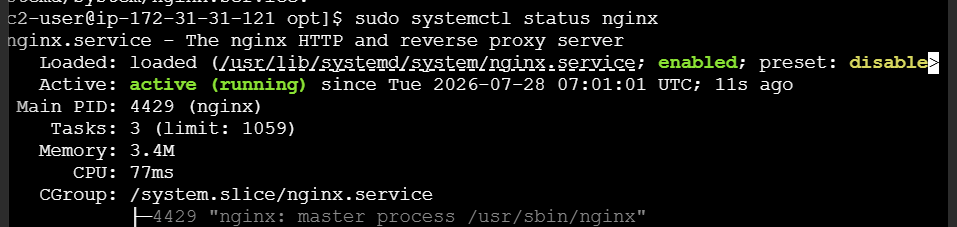 c2-user@ip-172-31-31-121 opt]$ sudo systemctl status nginx
nginx.service - The nginx HTTP and reverse proxy server
Loaded: loaded (/usr/lib/systemd/system/nginx.service; enabled; preset: disable>
Active: active (running) since Tue 2026-07-28 07:01:01 UTC; 11s ago
Main PID: 4429 (nginx)
Tasks: 3 (limit: 1059)
Memory: 3.4M
CPU: 77ms
CGroup: /system.slice/nginx.service
├─4429 "nginx: master process /usr/sbin/nginx"